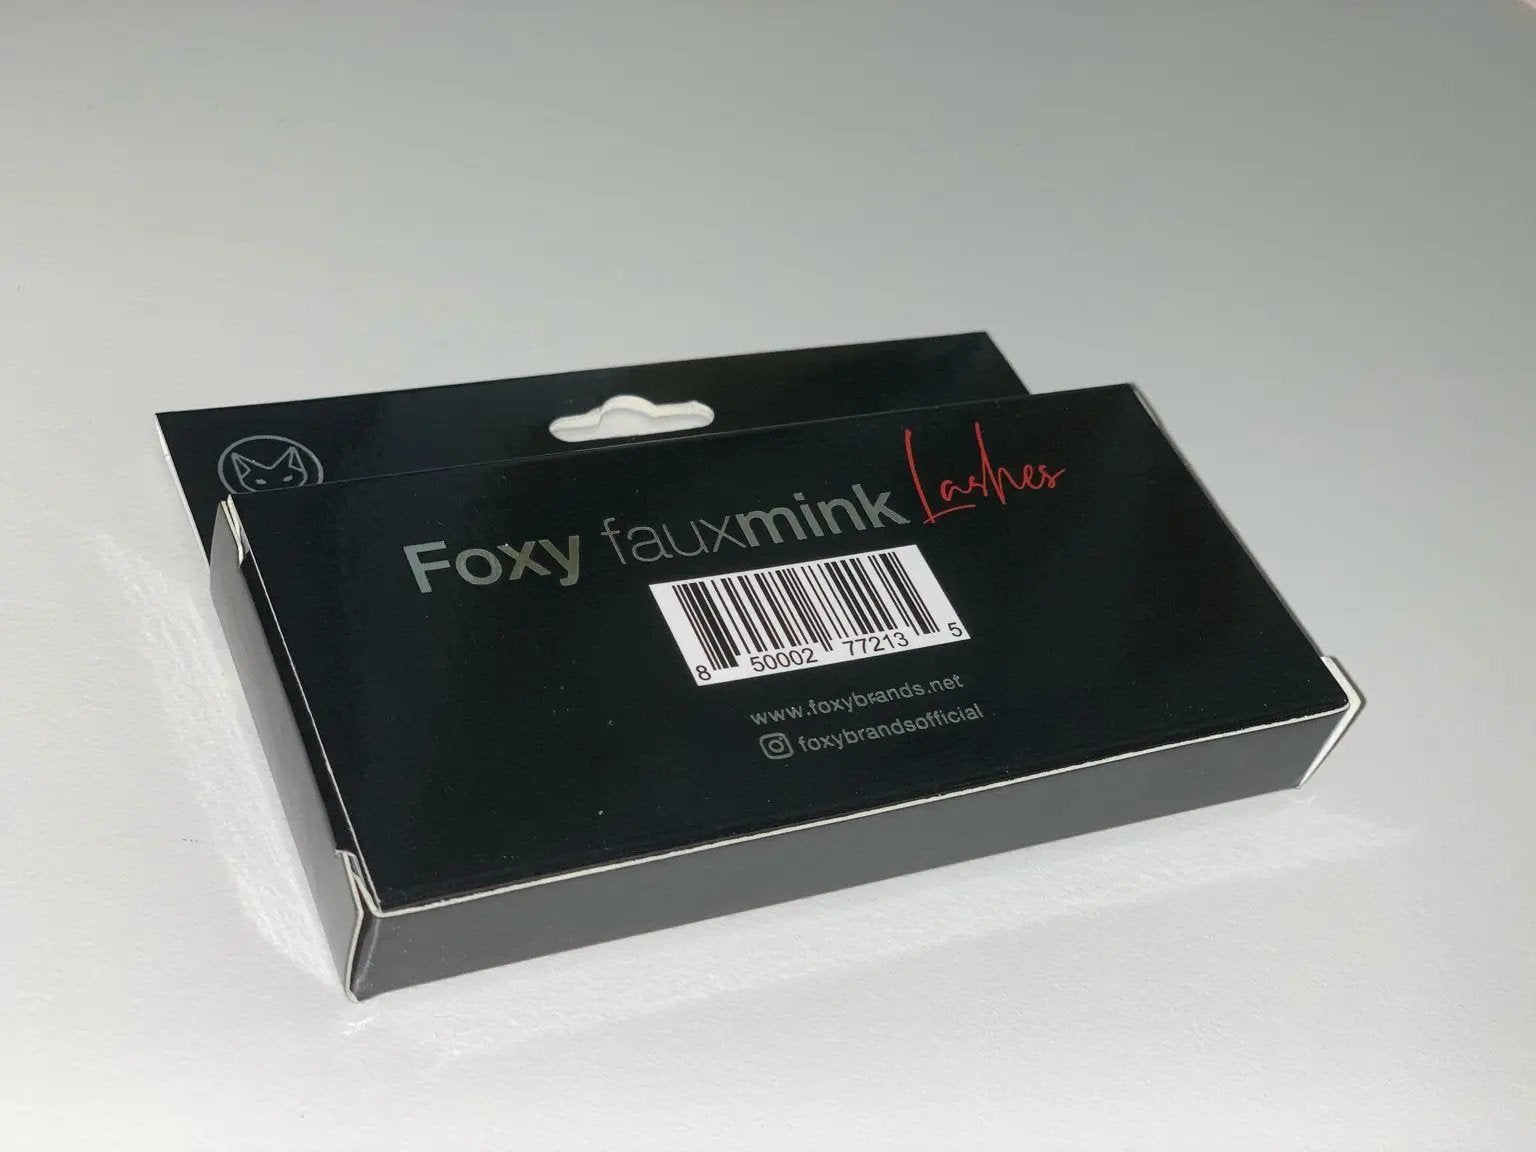 Foxy fauxmink Lashes
8 50002 77213 5
www.foxybrands.net
foxybrandsofficial